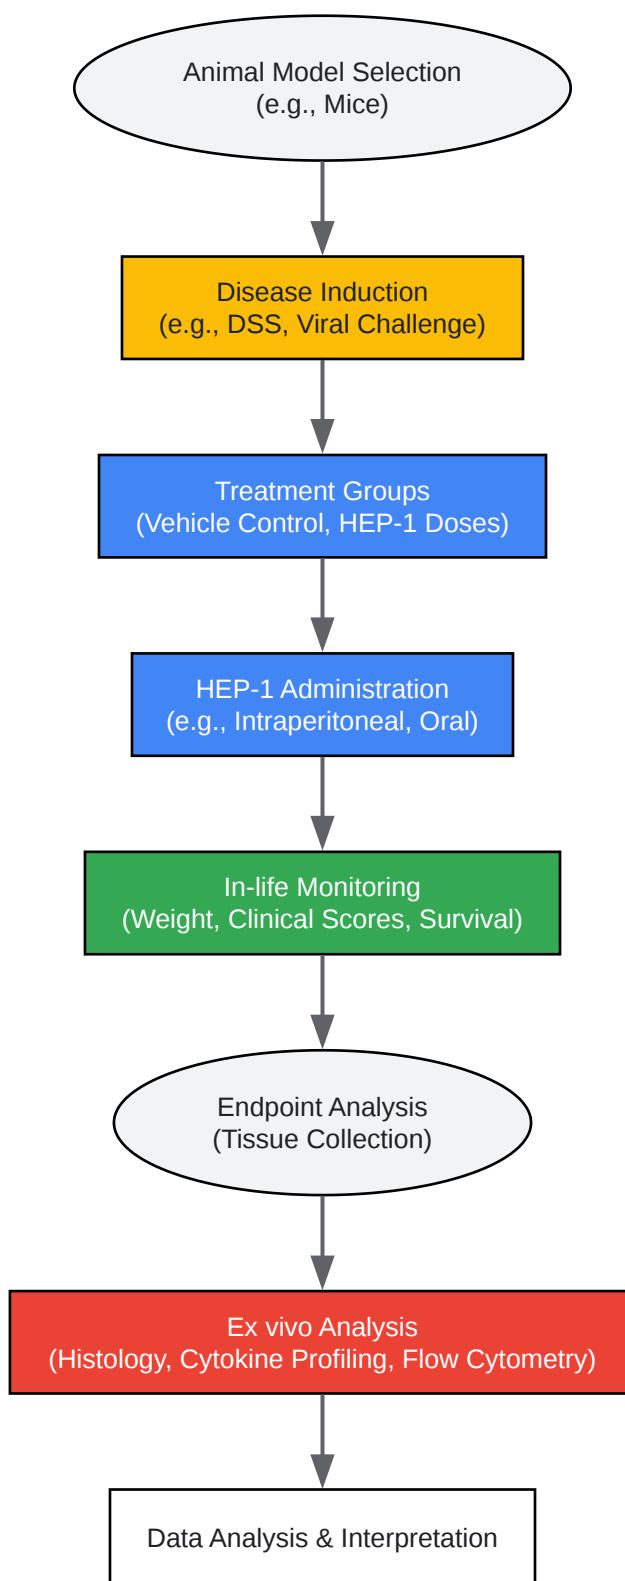 Animal Model Selection
(e.g., Mice)
Disease Induction
(e.g., DSS, Viral Challenge)
Treatment Groups
(Vehicle Control, HEP-1 Doses)
HEP-1 Administration
(e.g., Intraperitoneal, Oral)
In-life Monitoring
(Weight, Clinical Scores, Survival)
Endpoint Analysis
(Tissue Collection)
Ex vivo Analysis
(Histology, Cytokine Profiling, Flow Cytometry)
Data Analysis & Interpretation